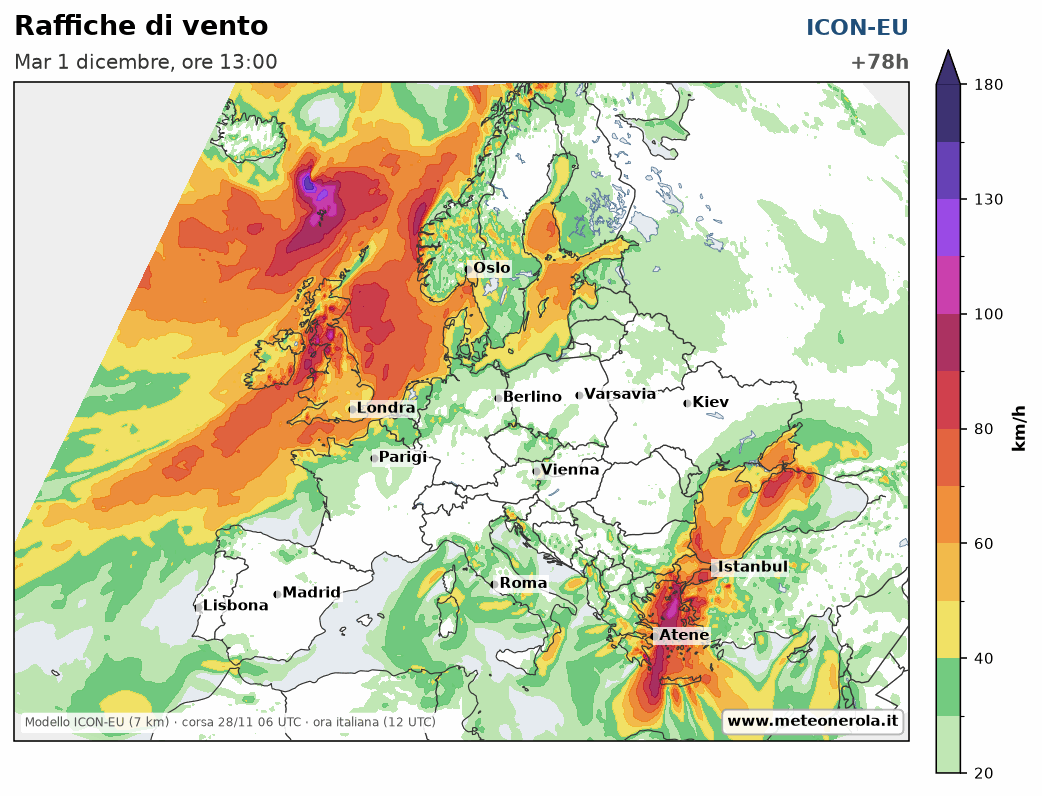 Raffiche di vento
ICON-EU
Mar 1 dicembre, ore 13:00
+78h
180
130
100
80
60
40
20
km/h
Oslo
Londra
Berlino
Varsavia
Kiev
Parigi
Vienna
Istanbul
Roma
Madrid
Lisbona
Atene
Modello ICON-EU (7 km) · corsa 28/11 06 UTC · ora italiana (12 UTC)
www.meteonerola.it